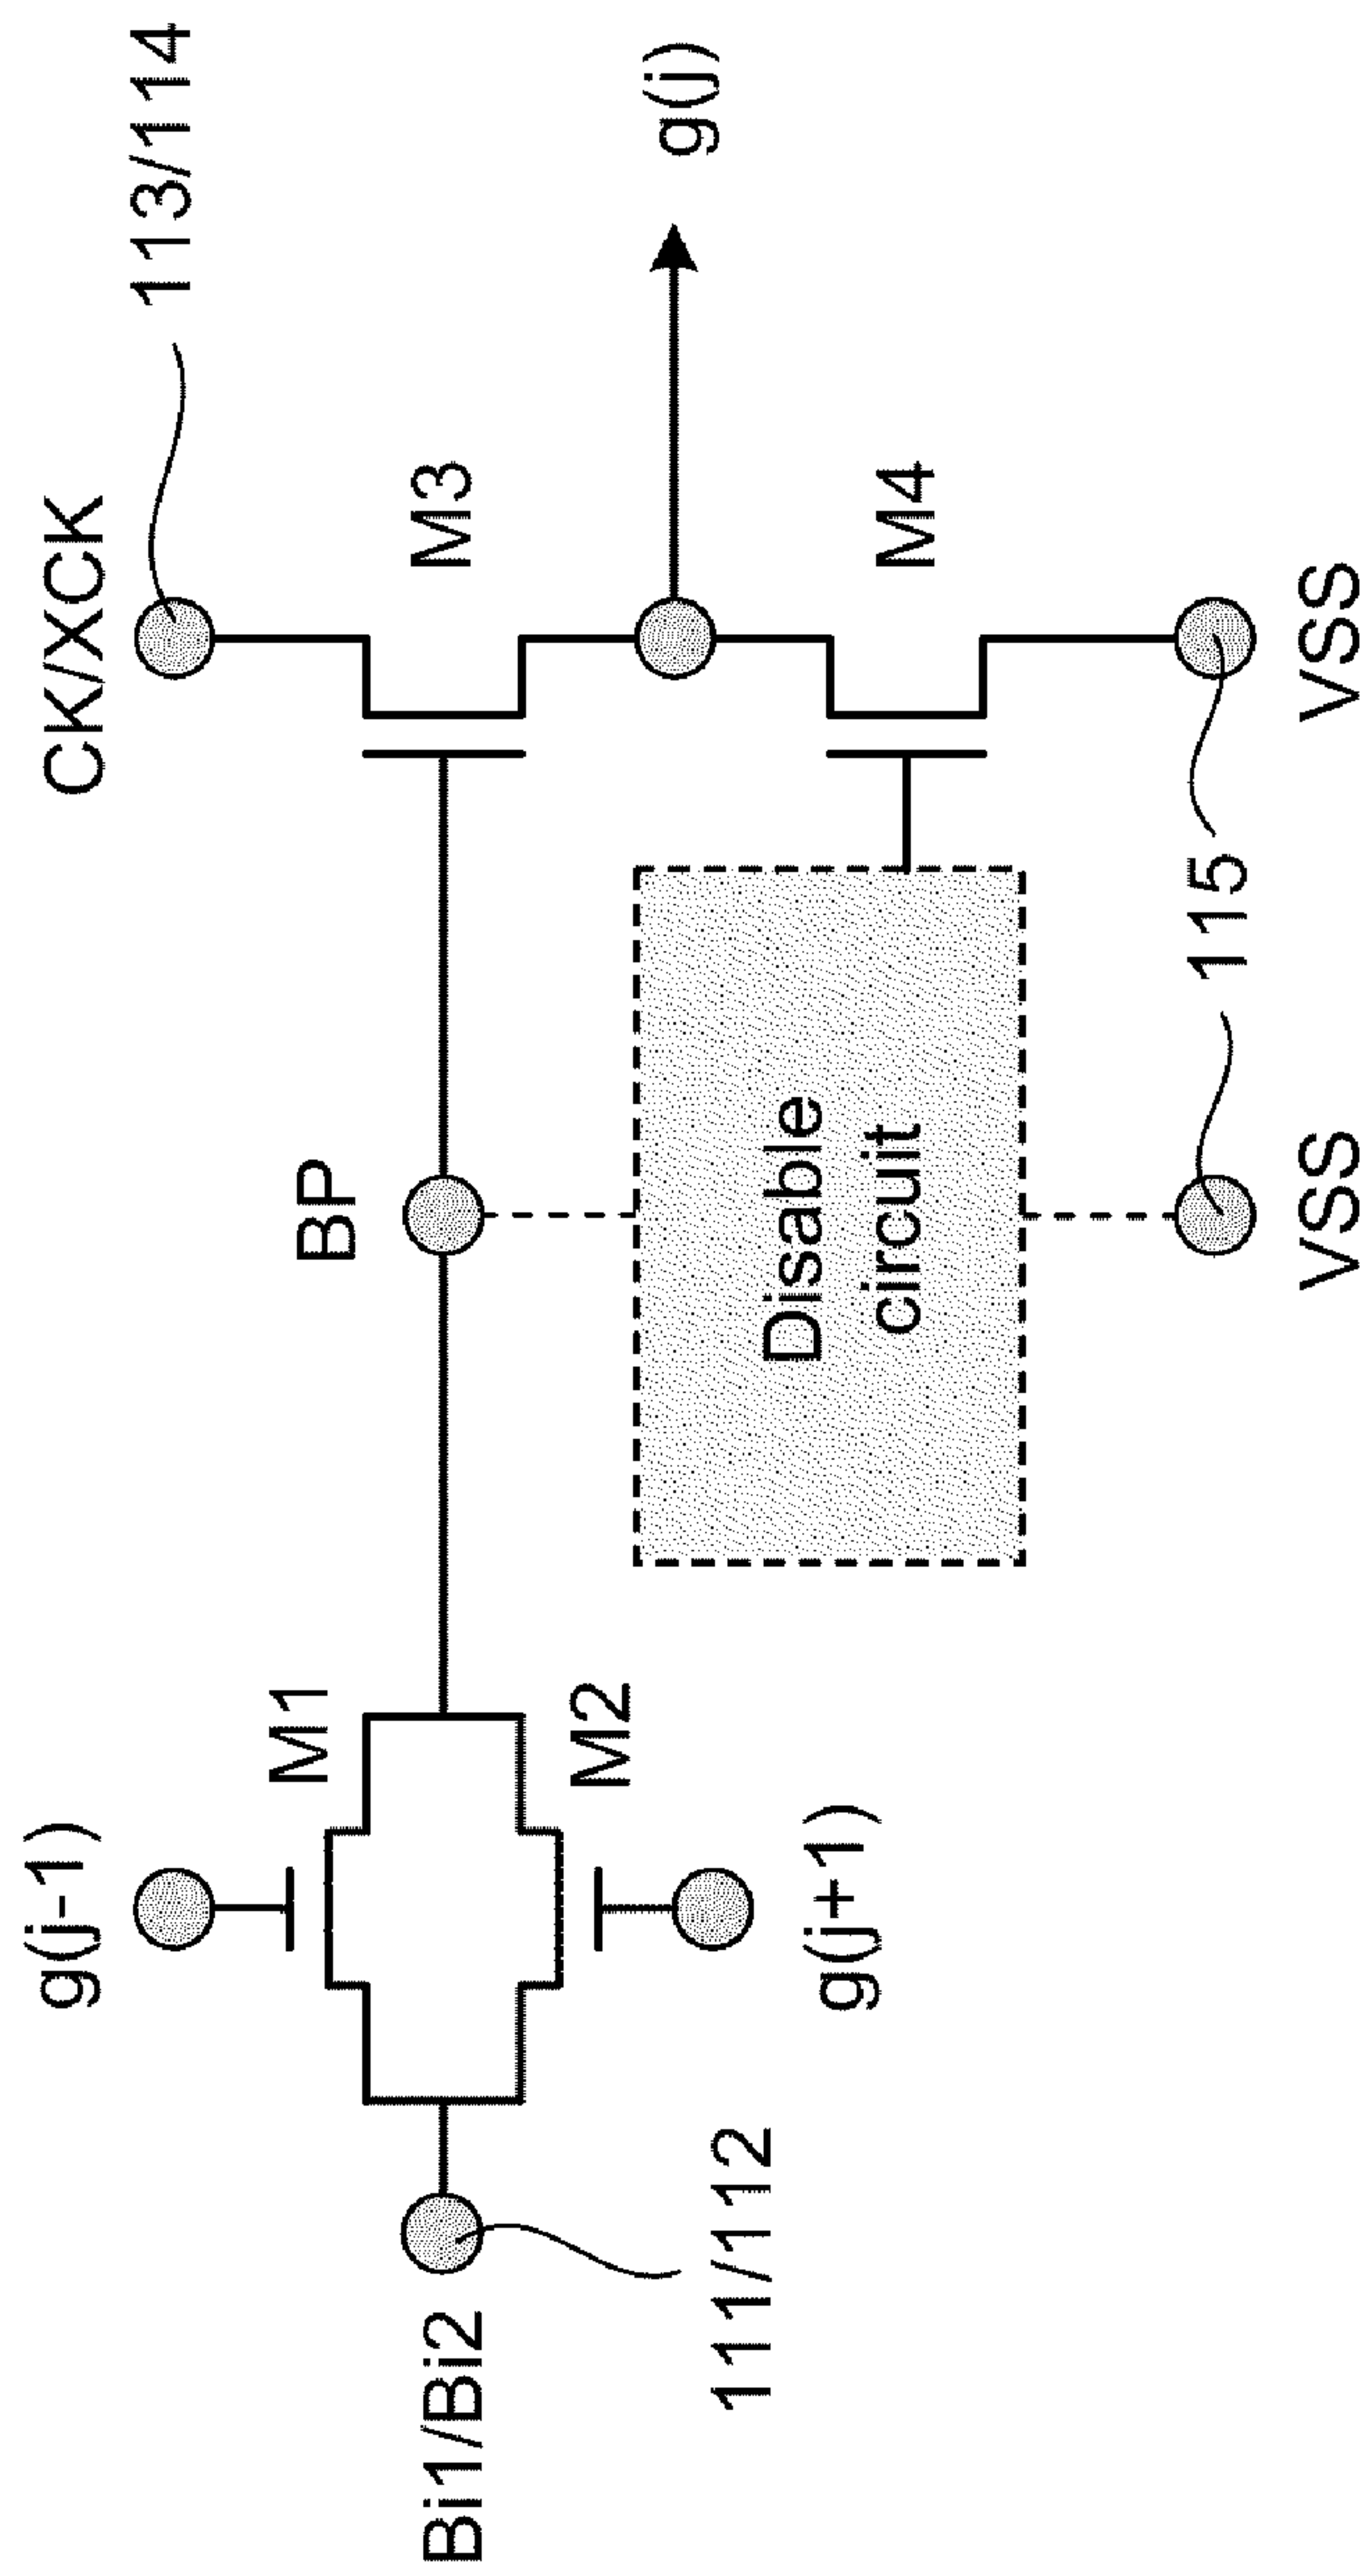 Bi1/Bi2
111/112
g(j-1)
M1
M2
g(j+1)
BP
Disable
circuit
CK/XCK
113/114
M3
g(j)
M4
115
VSS
VSS